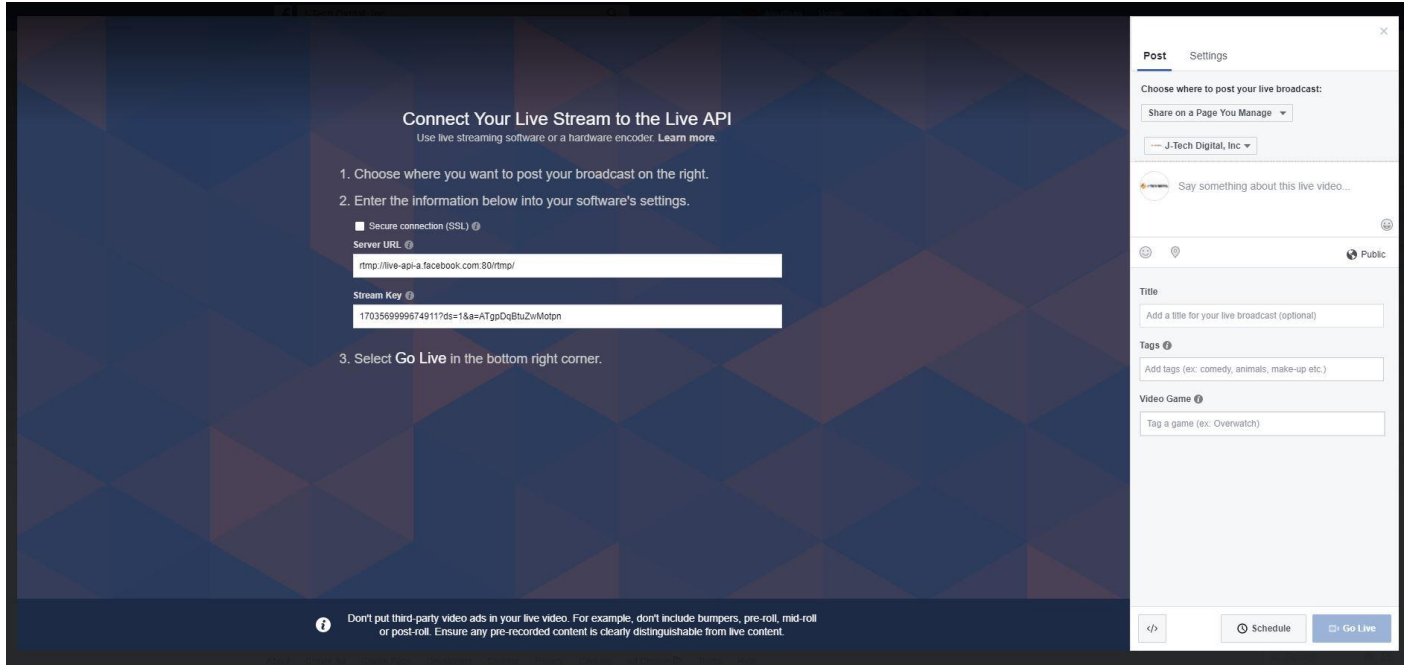 Connect Your Live Stream to the Live API
Use live streaming software or a hardware encoder. Learn more.
1. Choose where you want to post your broadcast on the right.
2. Enter the information below into your software's settings.
Secure connection (SSL)
Server URL
rtmp://live-api-a.facebook.com:80/rtmp/
Stream Key
1703569999674911?ds=1&a=ATgpDqBtuZwMotpn
3. Select Go Live in the bottom right corner.
Don't put third-party video ads in your live video. For example, don't include bumpers, pre-roll, mid-roll
or post-roll. Ensure any pre-recorded content is clearly distinguishable from live content.
Post Settings
Choose where to post your live broadcast:
Share on a Page You Manage
J-Tech Digital, Inc
Say something about this live video...
Public
Title
Add a title for your live broadcast (optional)
Tags
Add tags (ex: comedy, animals, make-up etc.)
Video Game
Tag a game (ex: Overwatch)
</> Schedule Go Live